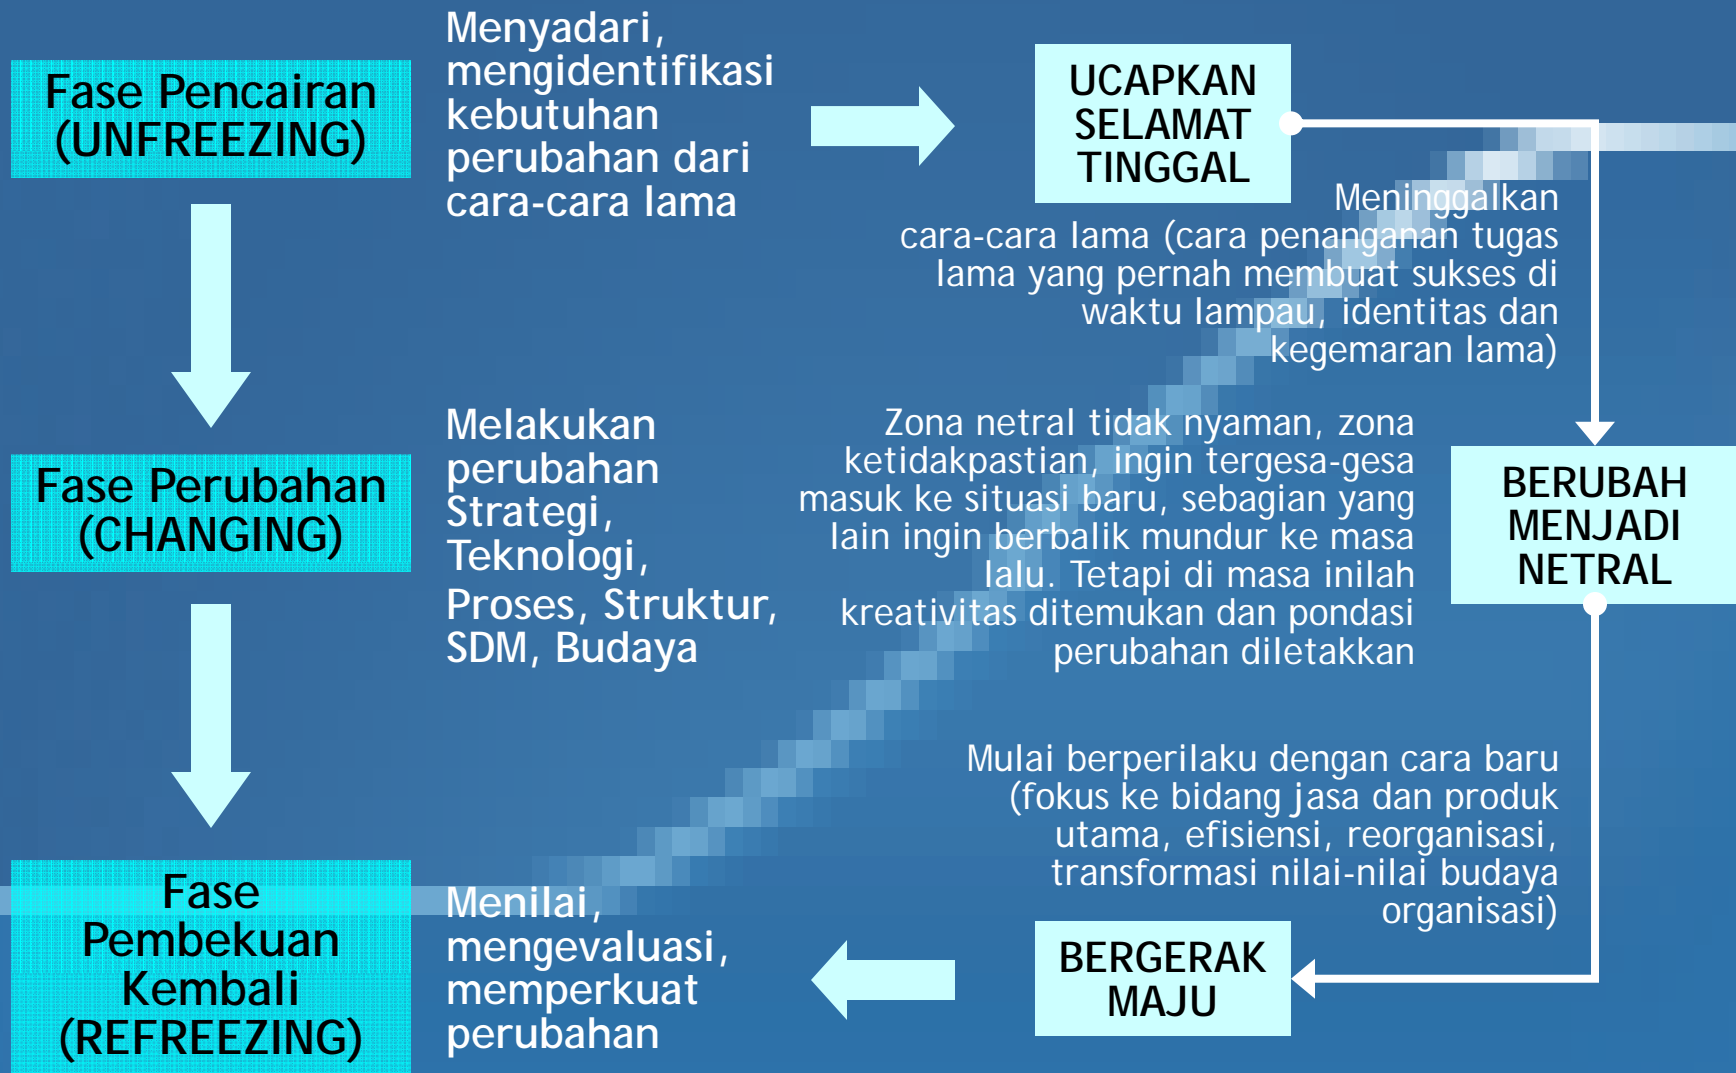 Fase Pencairan
(UNFREEZING)
Menyadari,
mengidentifikasi
kebutuhan
perubahan dari
cara-cara lama
UCAPKAN
SELAMAT
TINGGAL
Meninggalkan
cara-cara lama (cara penanganan tugas
lama yang pernah membuat sukses di
waktu lampau, identitas dan
kegemaran lama)
Fase Perubahan
(CHANGING)
Melakukan
perubahan
Strategi,
Teknologi,
Proses, Struktur,
SDM, Budaya
Zona netral tidak nyaman, zona
ketidakpastian, ingin tergesa-gesa
masuk ke situasi baru, sebagian yang
lain ingin berbalik mundur ke masa
lalu. Tetapi di masa inilah
kreativitas ditemukan dan pondasi
perubahan diletakkan
BERUBAH
MENJADI
NETRAL
Mulai berperilaku dengan cara baru
(fokus ke bidang jasa dan produk
utama, efisiensi, reorganisasi,
transformasi nilai-nilai budaya
organisasi)
Fase
Pembekuan
Kembali
(REFREEZING)
Menilai,
mengevaluasi,
memperkuat
perubahan
BERGERAK
MAJU